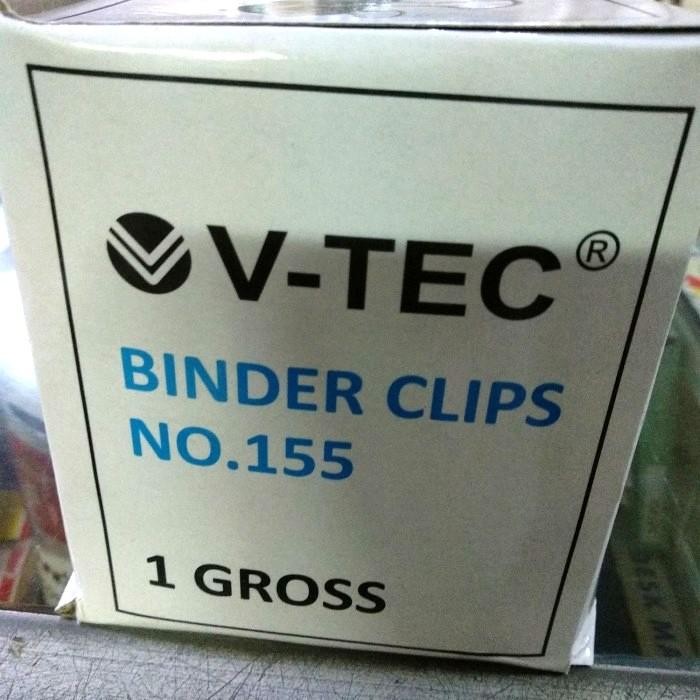 V-TEC®
BINDER CLIPS
NO.155
1 GROSS